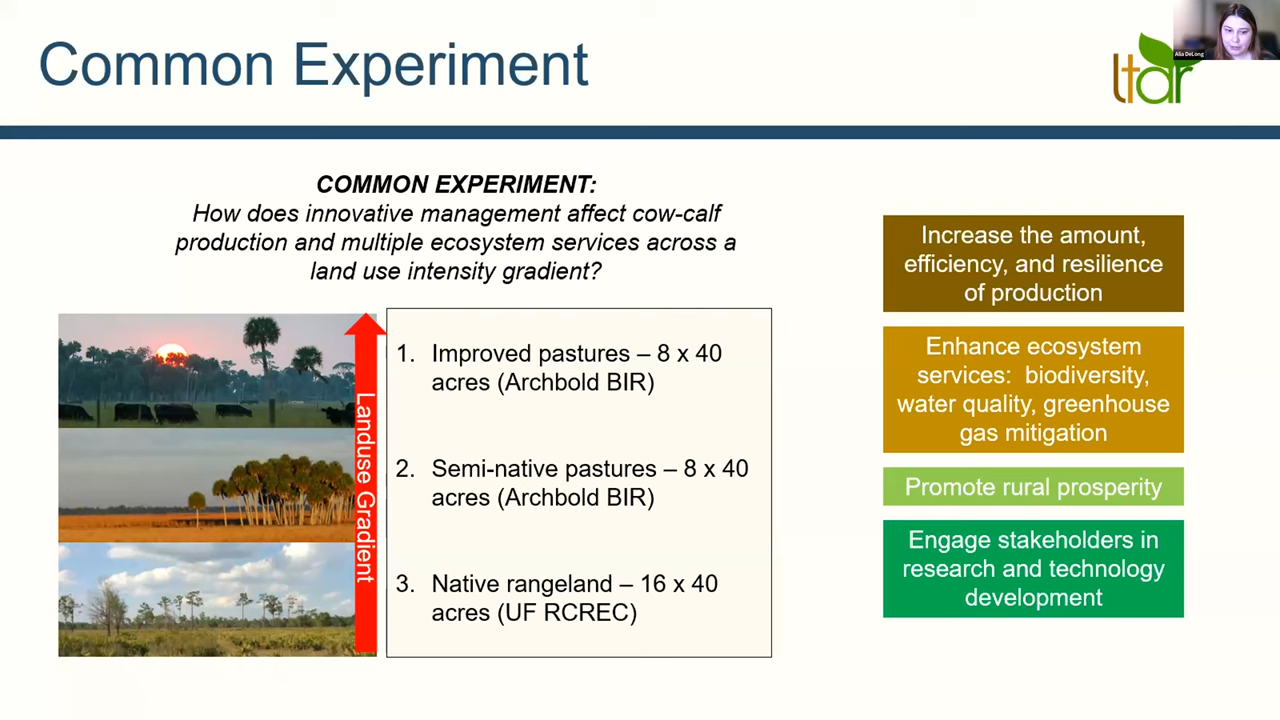 Common Experiment
Alia DeLong
ltar
COMMON EXPERIMENT:
How does innovative management affect cow-calf
production and multiple ecosystem services across a
land use intensity gradient?
Landuse Gradient
1. Improved pastures – 8 x 40
acres (Archbold BIR)
2. Semi-native pastures – 8 x 40
acres (Archbold BIR)
3. Native rangeland – 16 x 40
acres (UF RCREC)
Increase the amount,
efficiency, and resilience
of production
Enhance ecosystem
services:  biodiversity,
water quality, greenhouse
gas mitigation
Promote rural prosperity
Engage stakeholders in
research and technology
development